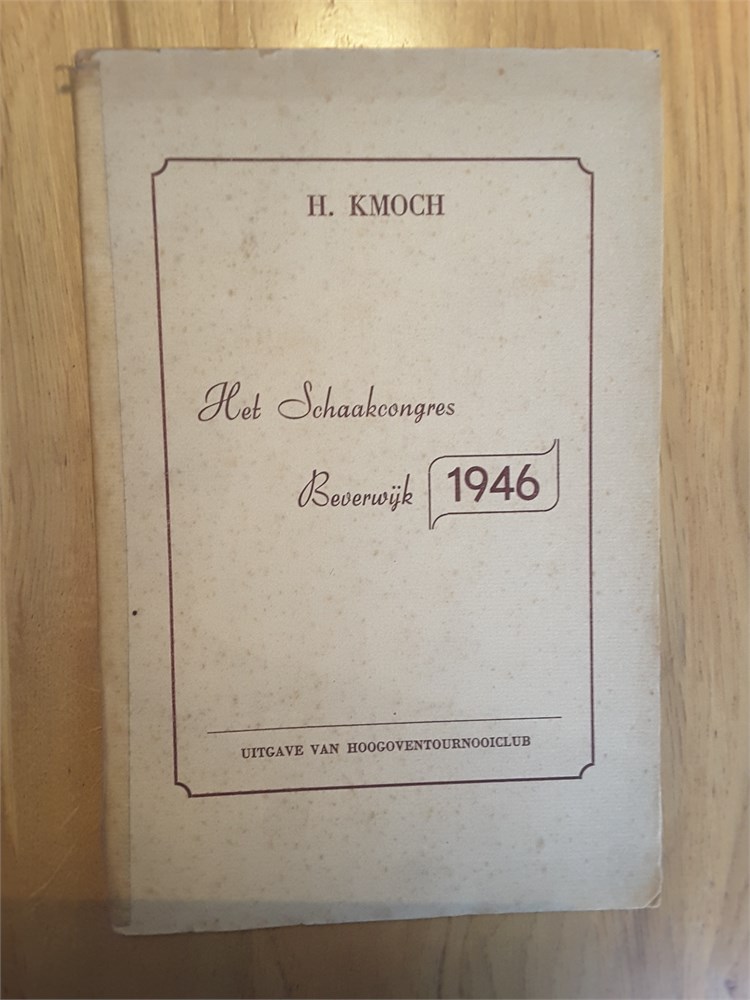 H. KMOCH
Het Schaakcongres
Beverwijk 1946
UITGAVE VAN HOOGOVENTOURNOOICLUB